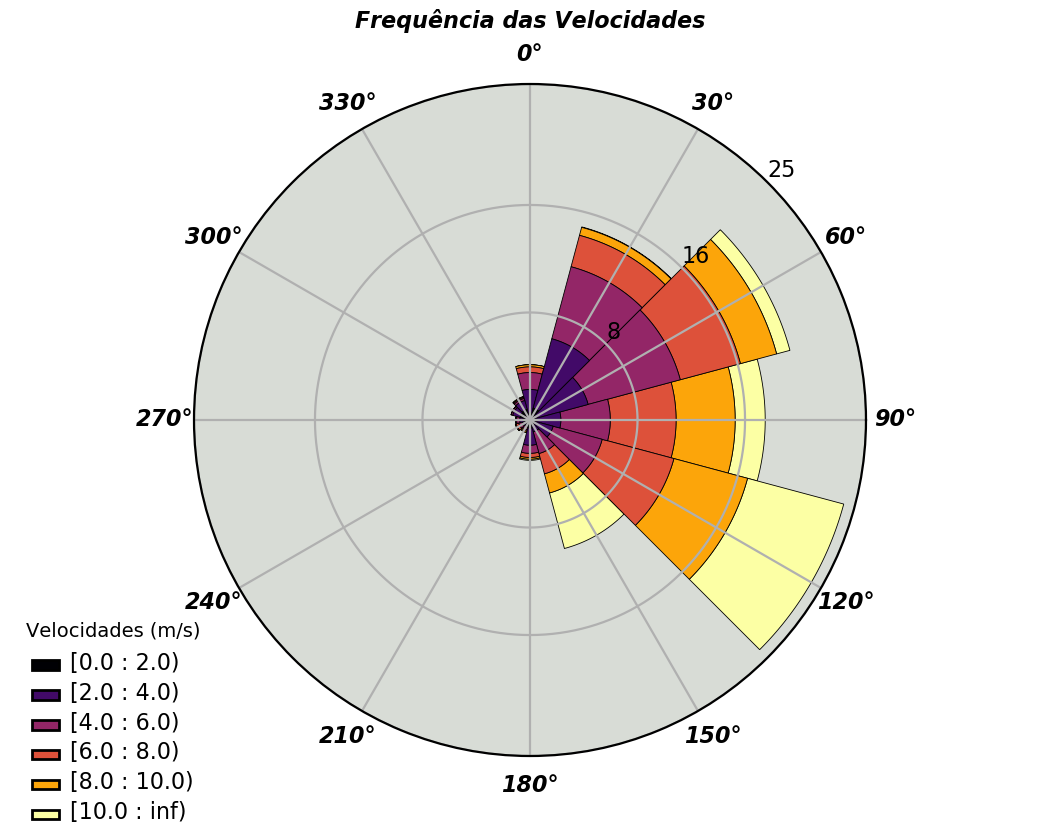 Frequência das Velocidades
0°
330°
30°
25
300°
60°
16
8
270°
90°
240°
120°
210°
150°
180°
Velocidades (m/s)
[0.0 : 2.0)
[2.0 : 4.0)
[4.0 : 6.0)
[6.0 : 8.0)
[8.0 : 10.0)
[10.0 : inf)